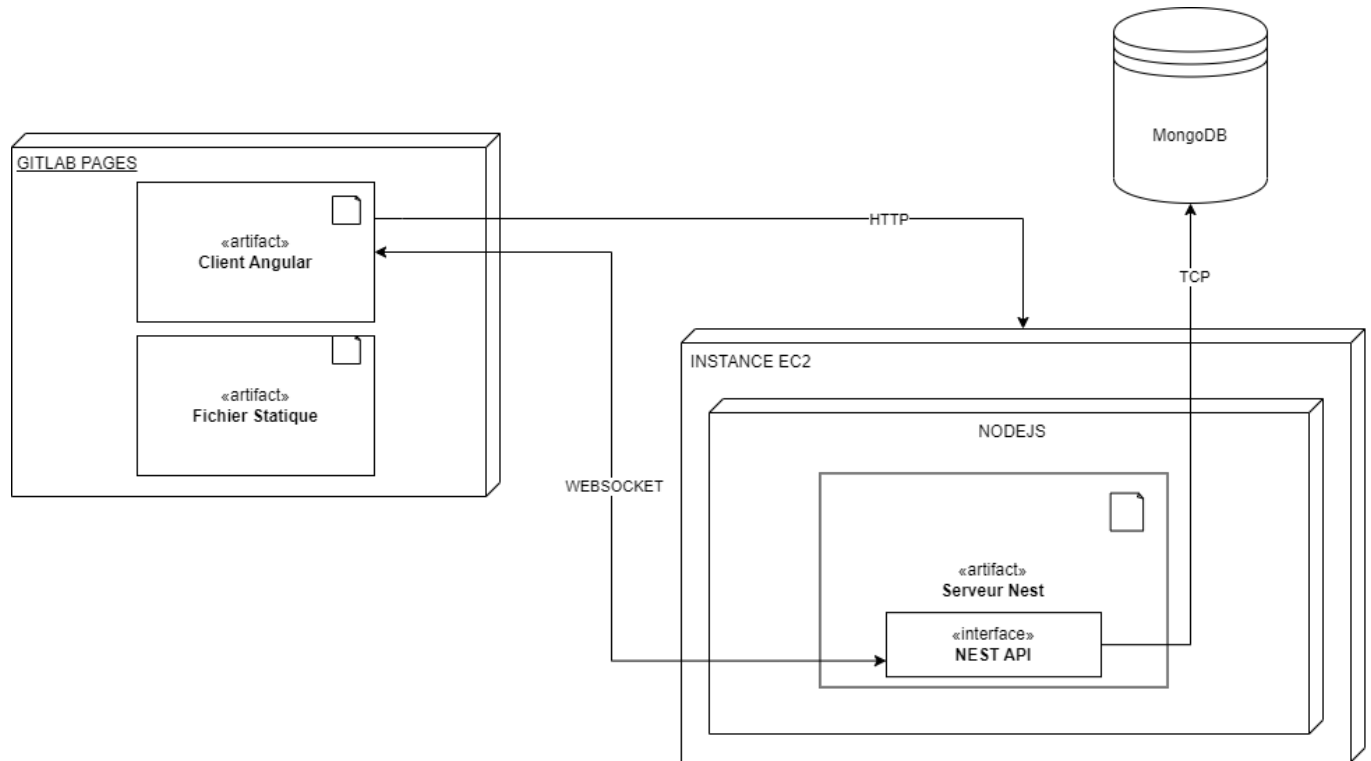 MongoDB
GITLAB PAGES
«artifact»
Client Angular
HTTP
TCP
«artifact»
Fichier Statique
INSTANCE EC2
NODEJS
WEBSOCKET
«artifact»
Serveur Nest
«interface»
NEST API